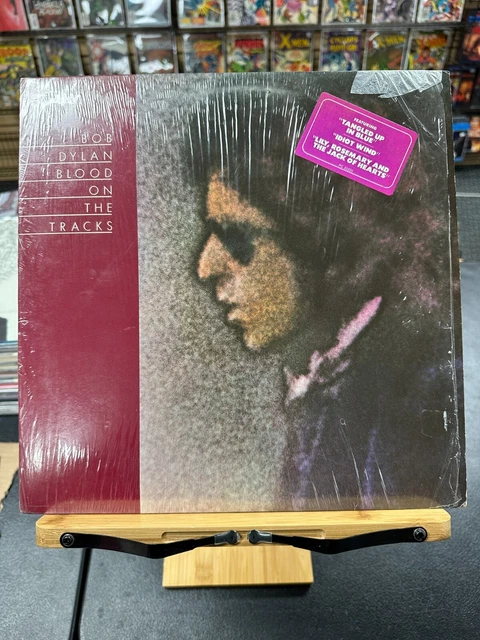 BOB
DYLAN
BLOOD
ON
THE
TRACKS
FEATURING
"TANGLED UP
IN BLUE"
"IDIOT WIND"
"LILY, ROSEMARY AND
THE JACK OF HEARTS"
X-MEN